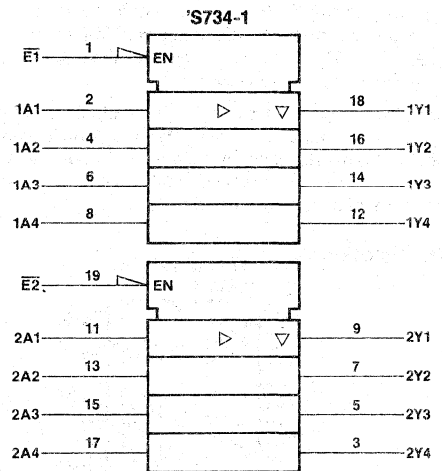 'S734-1
E1 1 EN
1A1 2 18 1Y1
1A2 4 16 1Y2
1A3 6 14 1Y3
1A4 8 12 1Y4
E2 19 EN
2A1 11 9 2Y1
2A2 13 7 2Y2
2A3 15 5 2Y3
2A4 17 3 2Y4